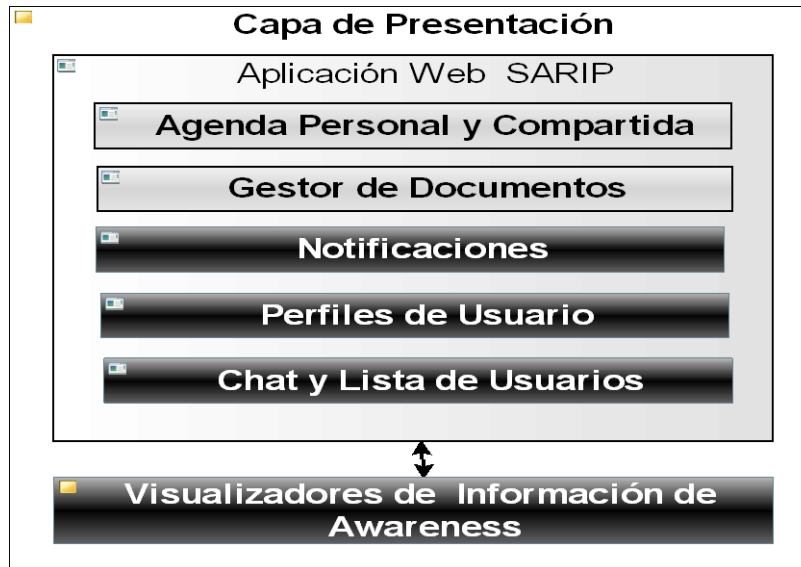 Capa de Presentación
Aplicación Web SARIP
Agenda Personal y Compartida
Gestor de Documentos
Notificaciones
Perfiles de Usuario
Chat y Lista de Usuarios
Visualizadores de Información de
Awareness